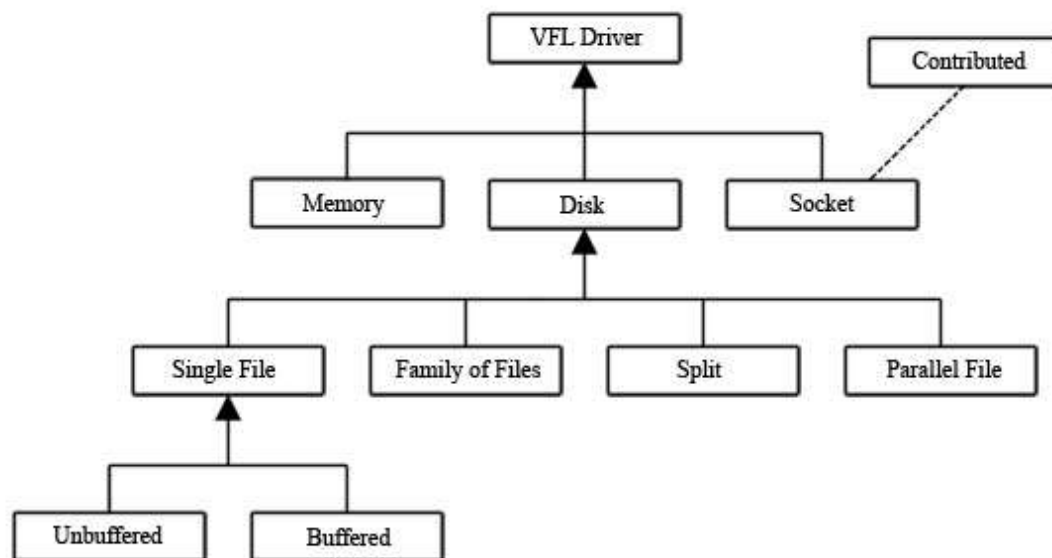 VFL Driver
Contributed
Memory
Disk
Socket
Single File
Family of Files
Split
Parallel File
Unbuffered
Buffered